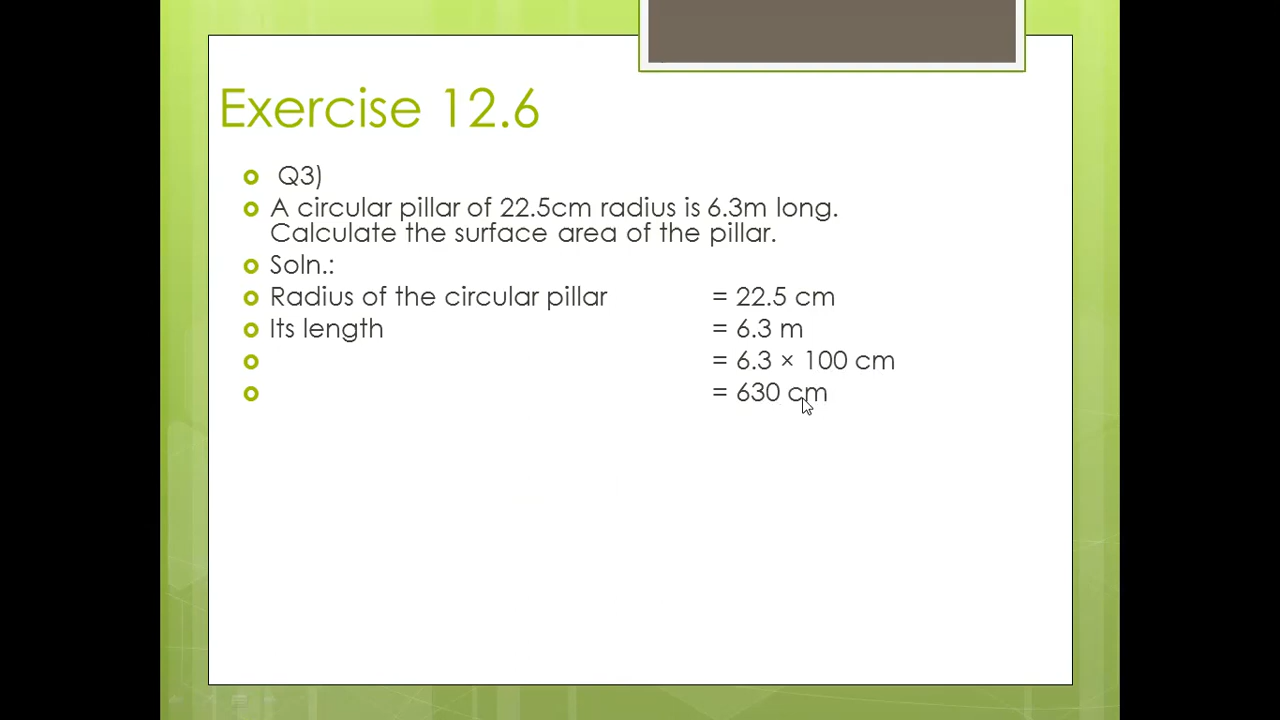 Exercise 12.6
Q3)
A circular pillar of 22.5cm radius is 6.3m long.
Calculate the surface area of the pillar.
Soln.:
Radius of the circular pillar = 22.5 cm
Its length = 6.3 m
= 6.3 × 100 cm
= 630 cm